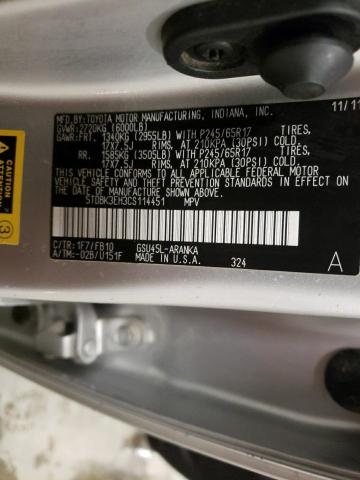 MFD. BY: TOYOTA MOTOR MANUFACTURING, INDIANA, INC. 11/11
GVWR: 2720KG (6000LB)
GAWR: FRT. 1340KG (2955LB) WITH P245/65R17 TIRES,
17X7.5J RIMS, AT 210KPA (30PSI) COLD
RR. 1585KG (3505LB) WITH P245/65R17 TIRES,
17X7.5J RIMS, AT 210KPA (30PSI) COLD
THIS VEHICLE CONFORMS TO ALL APPLICABLE FEDERAL MOTOR
VEHICLE SAFETY AND THEFT PREVENTION STANDARDS IN
EFFECT ON THE DATE OF MANUFACTURE SHOWN ABOVE.
5TDBK3EH3CS114451 MPV
C/TR: 1F7/FB10 GSU45L-ARANKA
A/TM:-02B/U151F MADE IN U.S.A. 324 A
CAUTION